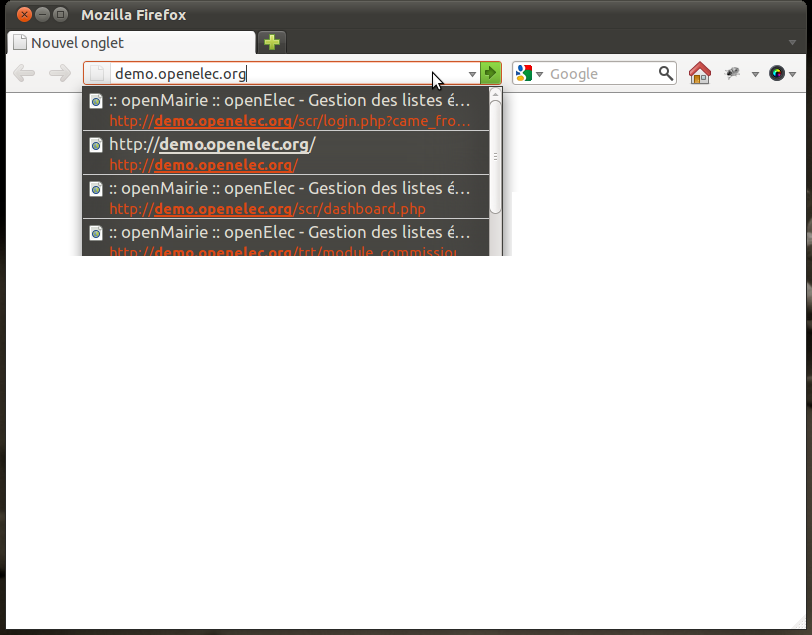 Mozilla Firefox
Nouvel onglet
demo.openelec.org
Google
:: openMairie :: openElec - Gestion des listes é...
http://demo.openelec.org/scr/login.php?came_fro...
http://demo.openelec.org/
http://demo.openelec.org/
:: openMairie :: openElec - Gestion des listes é...
http://demo.openelec.org/scr/dashboard.php
:: openMairie :: openElec - Gestion des listes é...
http://demo.openelec.org/trt/module_commissio...